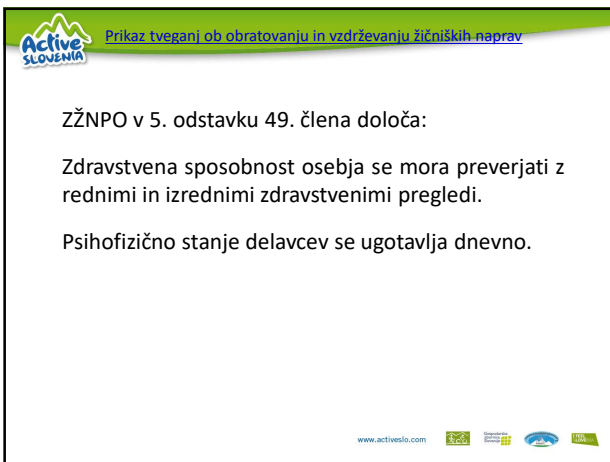 Prikaz tveganj ob obratovanju in vzdrževanju žičniških naprav
Active
SLOVENIA
ZŽNPO v 5. odstavku 49. člena določa:
Zdravstvena sposobnost osebja se mora preverjati z
rednimi in izrednimi zdravstvenimi pregledi.
Psihofizično stanje delavcev se ugotavlja dnevno.
www.activeslo.com